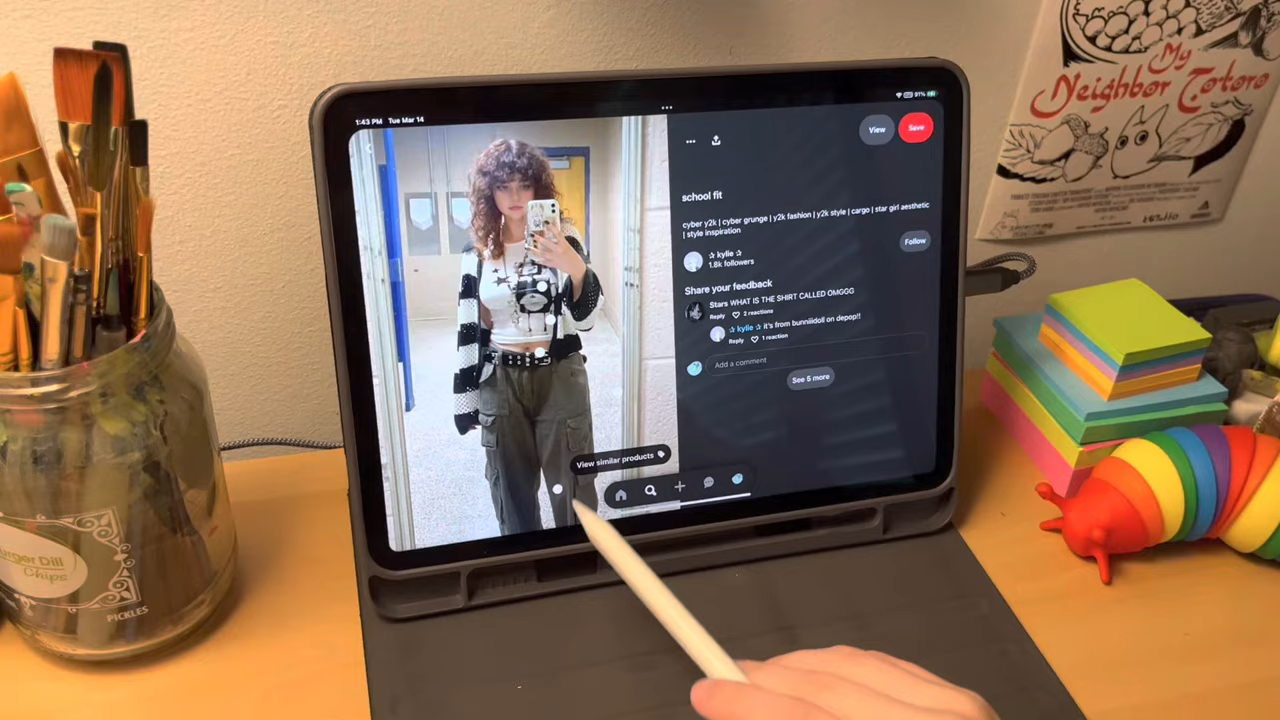 1:43 PM Tue Mar 14
91%
View
Save
school fit
cyber y2k | cyber grunge | y2k fashion | y2k style | cargo | star girl aesthetic
| style inspiration
✰ kylie ✰
1.8k followers
Follow
Share your feedback
Stars WHAT IS THE SHIRT CALLED OMGGG
Reply 2 reactions
✰ kylie ✰ it's from bunniidoll on depop!!
Reply 1 reaction
Add a comment
See 5 more
View similar products
My
Neighbor Totoro
urger Dill
Chips
PICKLES